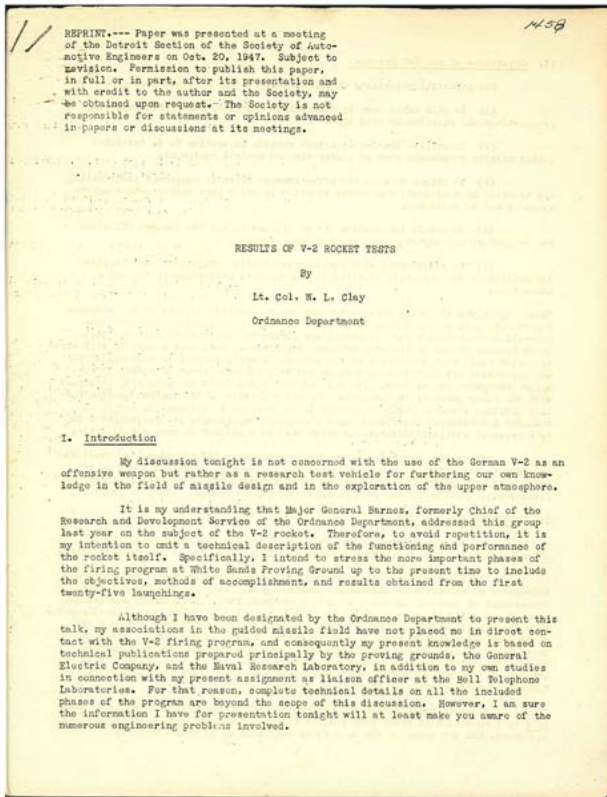 11
1458
REPRINT.--- Paper was presented at a meeting
of the Detroit Section of the Society of Auto-
motive Engineers on Oct. 20, 1947. Subject to
revision. Permission to publish this paper,
in full or in part, after its presentation and
with credit to the author and the Society, may
be obtained upon request. The Society is not
responsible for statements or opinions advanced
in papers or discussions at its meetings.
RESULTS OF V-2 ROCKET TESTS
By
Lt. Col. W. L. Clay
Ordnance Department
I. Introduction
My discussion tonight is not concerned with the use of the German V-2 as an
offensive weapon but rather as a research test vehicle for furthering our own know-
ledge in the field of missile design and in the exploration of the upper atmosphere.
It is my understanding that Major General Barnes, formerly Chief of the
Research and Development Service of the Ordnance Department, addressed this group
last year on the subject of the V-2 rocket. Therefore, to avoid repetition, it is
my intention to omit a technical description of the functioning and performance of
the rocket itself. Specifically, I intend to stress the more important phases of
the firing program at White Sands Proving Ground up to the present time to include
the objectives, methods of accomplishment, and results obtained from the first
twenty-five launchings.
Although I have been designated by the Ordnance Department to present this
talk, my associations in the guided missile field have not placed me in direct con-
tact with the V-2 firing program, and consequently my present knowledge is based on
technical publications prepared principally by the proving grounds, the General
Electric Company, and the Naval Research Laboratory, in addition to my own studies
in connection with my present assignment as liaison officer at the Bell Telephone
Laboratories. For that reason, complete technical details on all the included
phases of the program are beyond the scope of this discussion. However, I am sure
the information I have for presentation tonight will at least make you aware of the
numerous engineering problems involved.